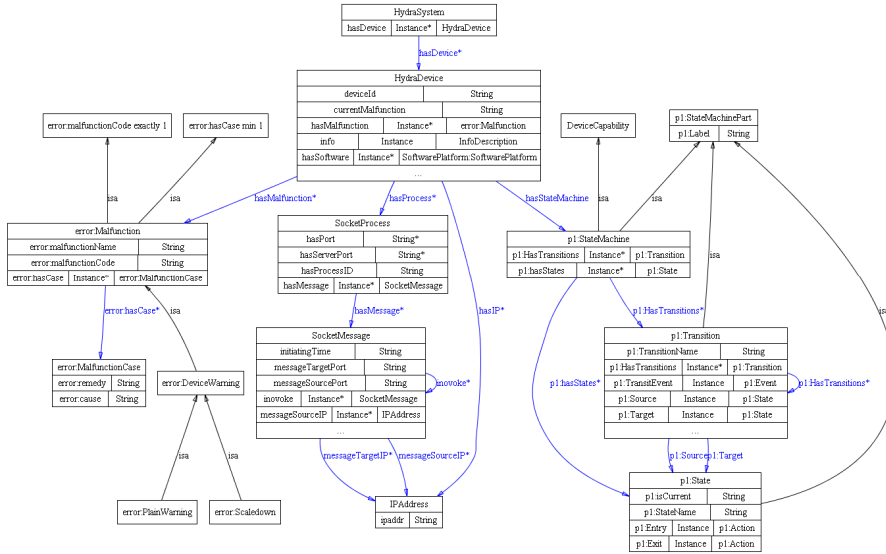 HydraSystem
hasDevice Instance* HydraDevice
hasDevice*
HydraDevice
deviceId String
currentMalfunction String
hasMalfunction Instance* error:Malfunction
info Instance InfoDescription
hasSoftware Instance* SoftwarePlatform:SoftwarePlatform
...
error:malfunctionCode exactly 1
error:hasCase min 1
DeviceCapability
p1:StateMachinePart
p1:Label String
isa
isa
isa
isa
hasMalfunction*
hasProcess*
hasStateMachine
error:Malfunction
error:malfunctionName String
error:malfunctionCode String
error:hasCase Instance* error:MalfunctionCase
SocketProcess
hasPort String*
hasServerPort String*
hasProcessID String
hasMessage Instance* SocketMessage
p1:StateMachine
p1:HasTransitions Instance* p1:Transition
p1:hasStates Instance* p1:State
isa
error:hasCase*
isa
hasMessage*
hasIP*
p1:HasTransitions*
isa
SocketMessage
initiatingTime String
messageTargetPort String
messageSourcePort String
inovoke Instance* SocketMessage
messageSourceIP Instance* IPAddress
...
inovoke*
p1:Transition
p1:TransitionName String
p1:HasTransitions Instance* p1:Transition
p1:TransitEvent Instance p1:Event
p1:Source Instance p1:State
p1:Target Instance p1:State
...
p1:HasTransitions*
p1:hasStates*
error:MalfunctionCase
error:remedy String
error:cause String
error:DeviceWarning
isa
isa
messageTargetIP*
messageSourceIP*
p1:Source
p1:Target
error:PlainWarning
error:Scaledown
IPAddress
ipaddr String
p1:State
p1:isCurrent String
p1:StateName String
p1:Entry Instance p1:Action
p1:Exit Instance p1:Action